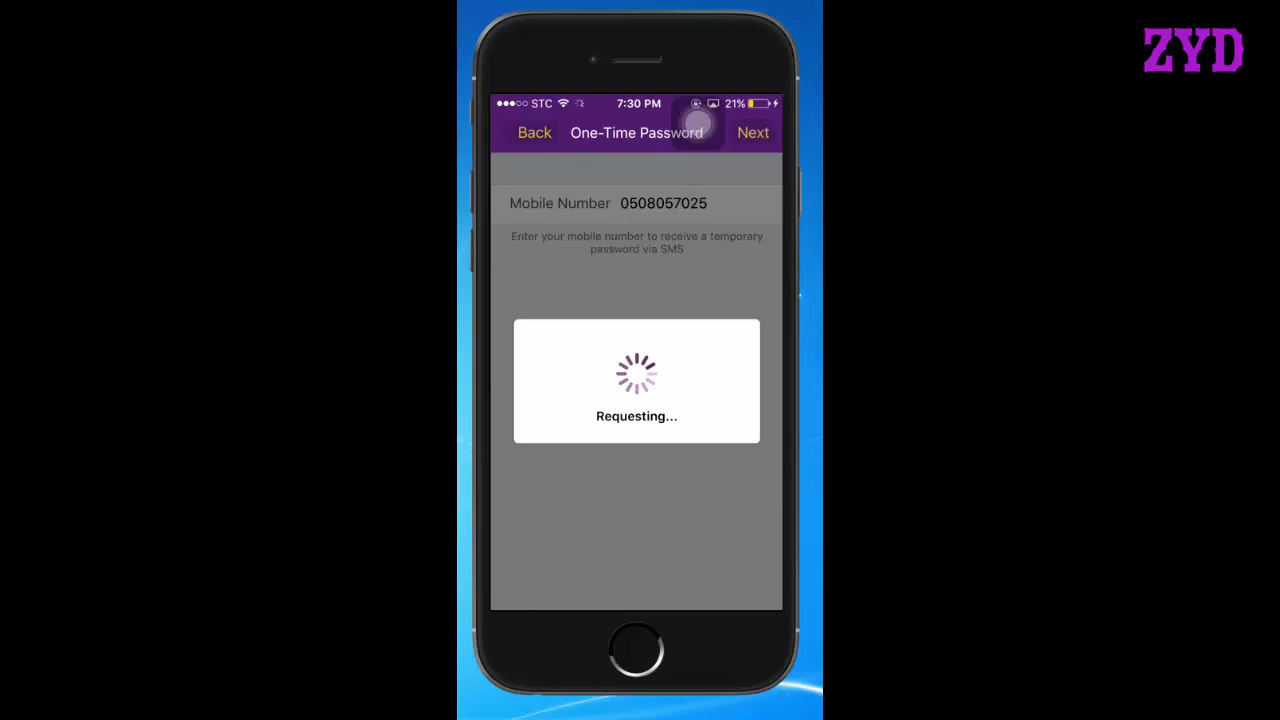 ZYD
STC 7:30 PM 21%
Back One-Time Password Next
Mobile Number 0508057025
Enter your mobile number to receive a temporary
password via SMS
Requesting...